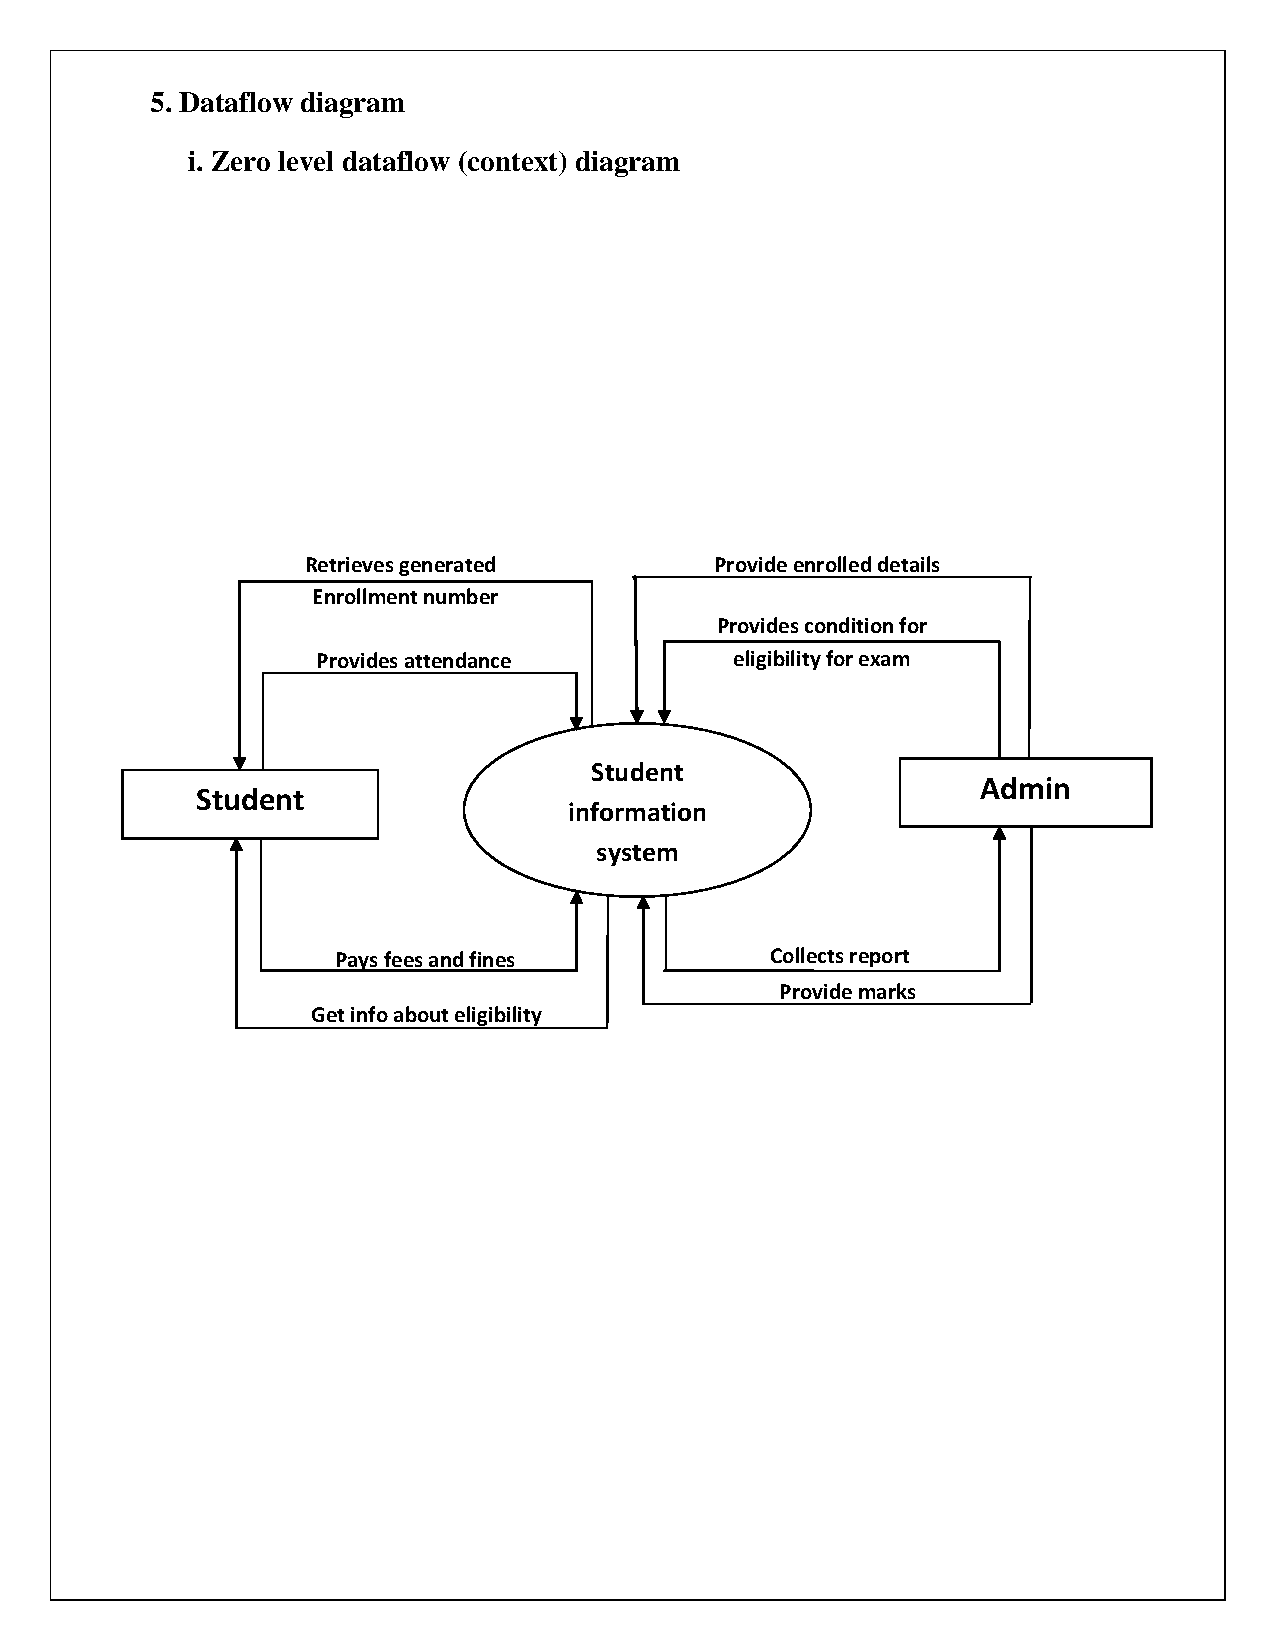 5. Dataflow diagram
i. Zero level dataflow (context) diagram
Retrieves generated
Enrollment number
Provides attendance
Provide enrolled details
Provides condition for
eligibility for exam
Student
Student
information
system
Admin
Pays fees and fines
Get info about eligibility
Collects report
Provide marks